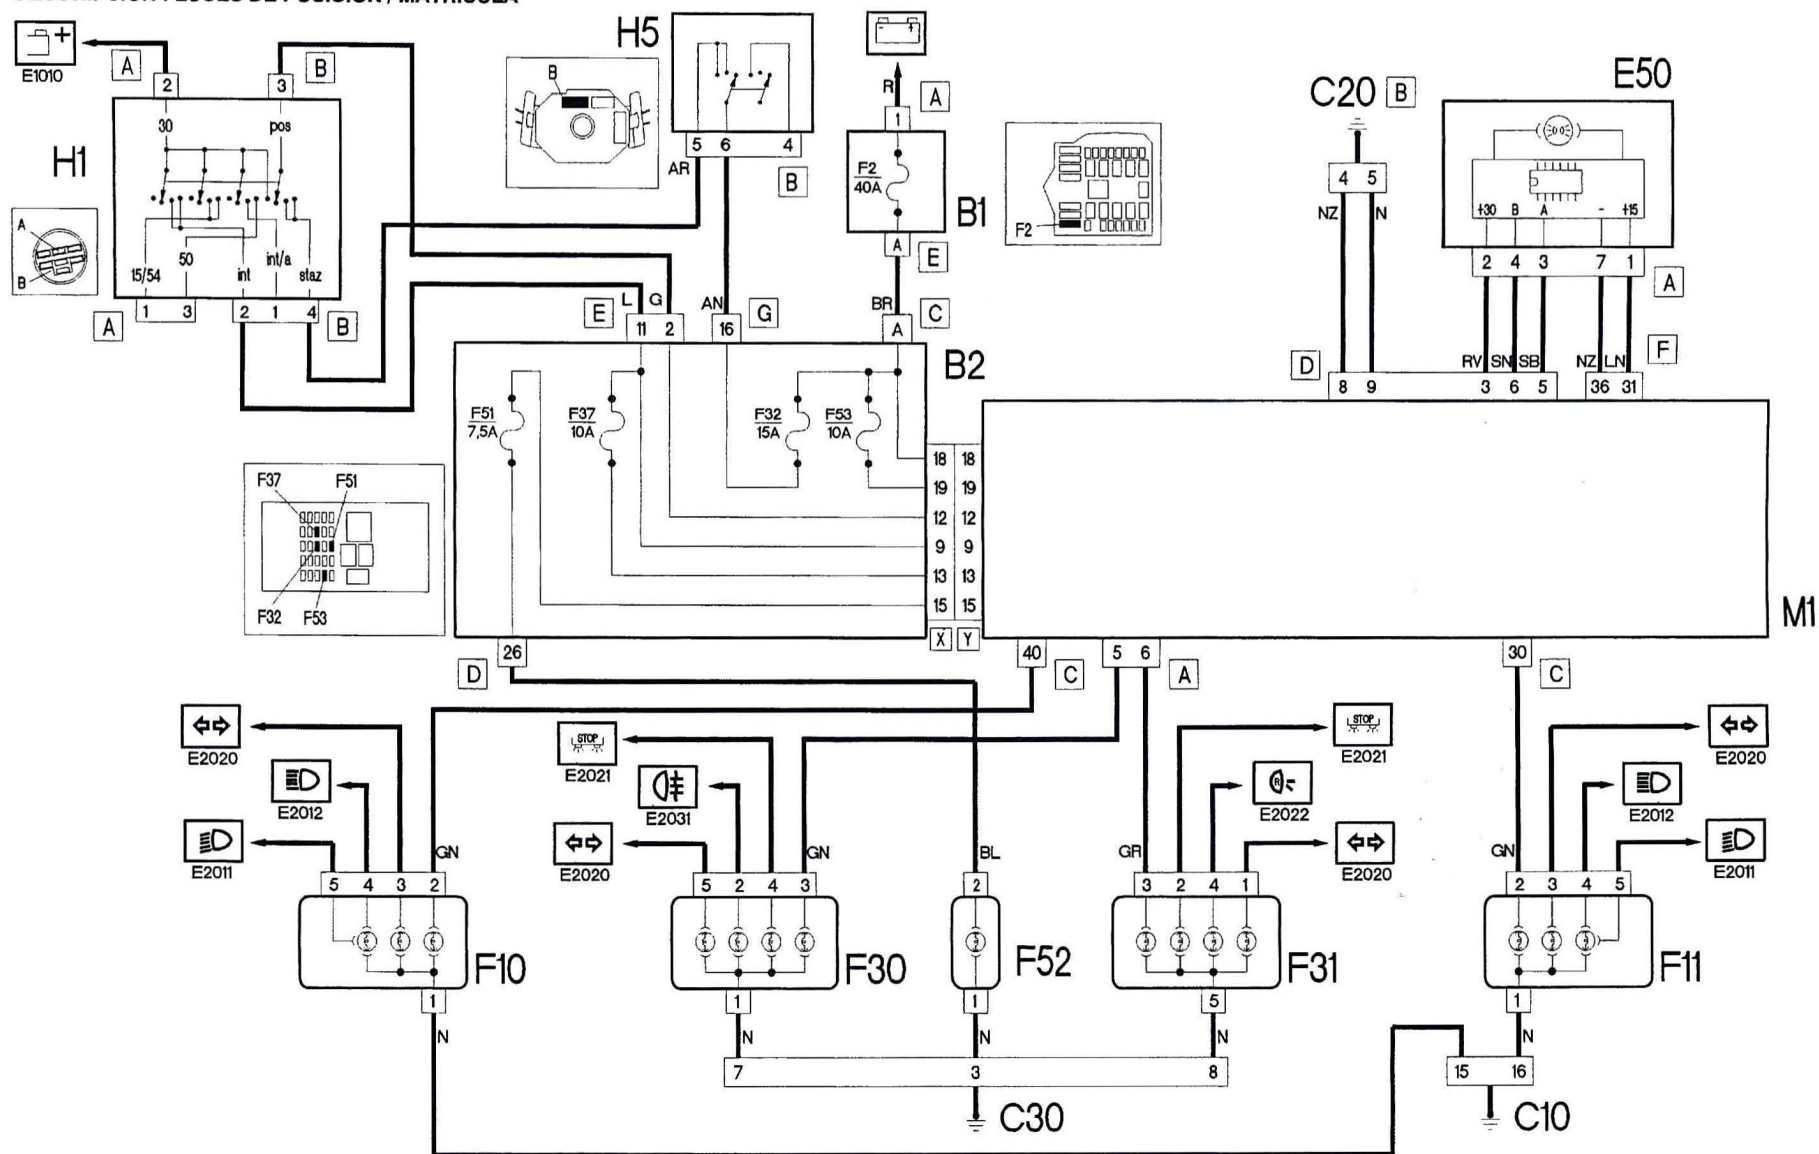 H5
E1010
A
B
2
3
30
pos
H1
A
B
15/54
50
int
int/a
staz
1
3
2
1
4
A
B
B
5
6
4
AR
B
R
A
1
F2
40A
B1
A
E
F2
C20
B
4
5
NZ
N
E50
+30
B
A
-
+15
2
4
3
7
1
A
F
RV
SN
SB
NZ
LN
D
8
9
3
6
5
36
31
E
L
G
11
2
AN
16
G
BR
A
C
B2
F51
7,5A
F37
10A
F32
15A
F53
10A
18
18
19
19
12
12
9
9
13
13
15
15
X
Y
M1
F37
F51
F32
F53
26
D
40
C
5
6
A
30
C
E2020
E2012
E2011
GN
5
4
3
2
F10
1
N
STOP
E2021
E2031
E2020
GN
5
2
4
3
F30
1
N
BL
2
F52
1
N
STOP
E2021
R
E2022
E2020
GR
3
2
4
1
F31
5
N
E2020
E2012
E2011
GN
2
3
4
5
F11
1
N
7
3
8
C30
15
16
C10